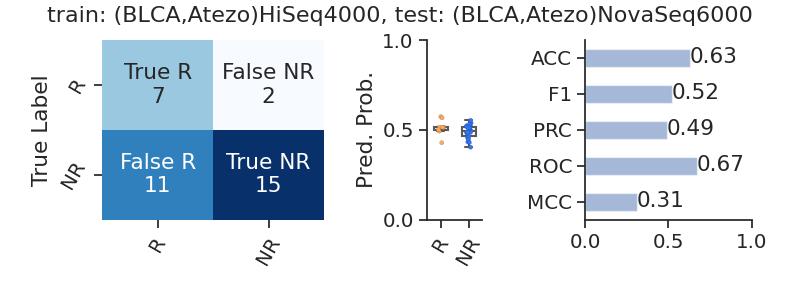 train: (BLCA,Atezo)HiSeq4000, test: (BLCA,Atezo)NovaSeq6000
True Label
R
NR
True R
7
False NR
2
False R
11
True NR
15
R
NR
Pred. Prob.
1.0
0.5
0.0
R
NR
ACC
0.63
F1
0.52
PRC
0.49
ROC
0.67
MCC
0.31
0.0
0.5
1.0